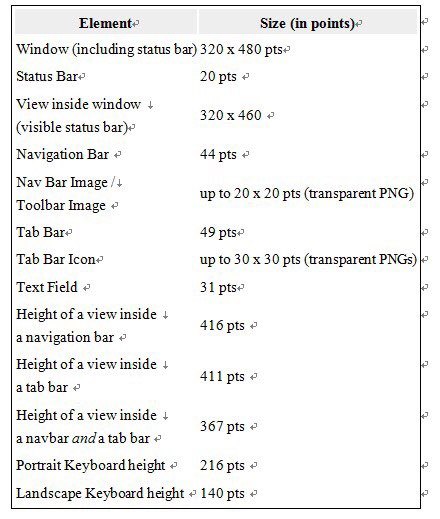 Element Size (in points)
Window (including status bar) 320 x 480 pts
Status Bar 20 pts
View inside window
(visible status bar) 320 x 460
Navigation Bar 44 pts
Nav Bar Image /
Toolbar Image up to 20 x 20 pts (transparent PNG)
Tab Bar 49 pts
Tab Bar Icon up to 30 x 30 pts (transparent PNGs)
Text Field 31 pts
Height of a view inside
a navigation bar 416 pts
Height of a view inside
a tab bar 411 pts
Height of a view inside
a navbar and a tab bar 367 pts
Portrait Keyboard height 216 pts
Landscape Keyboard height 140 pts